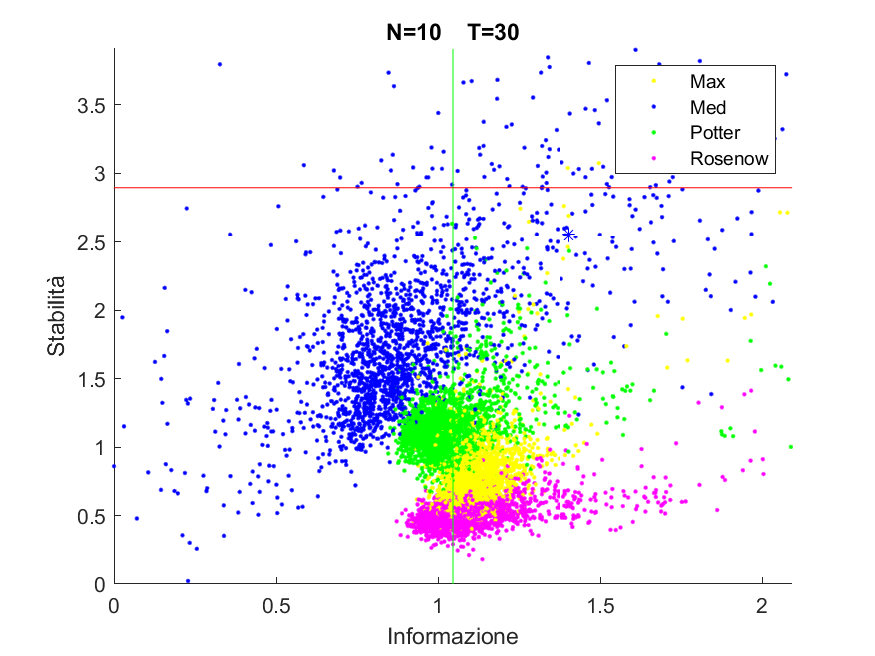 N=10 T=30
Max
Med
Potter
Rosenow
3.5
3
2.5
2
1.5
1
0.5
0
0 0.5 1 1.5 2
Stabilità
Informazione